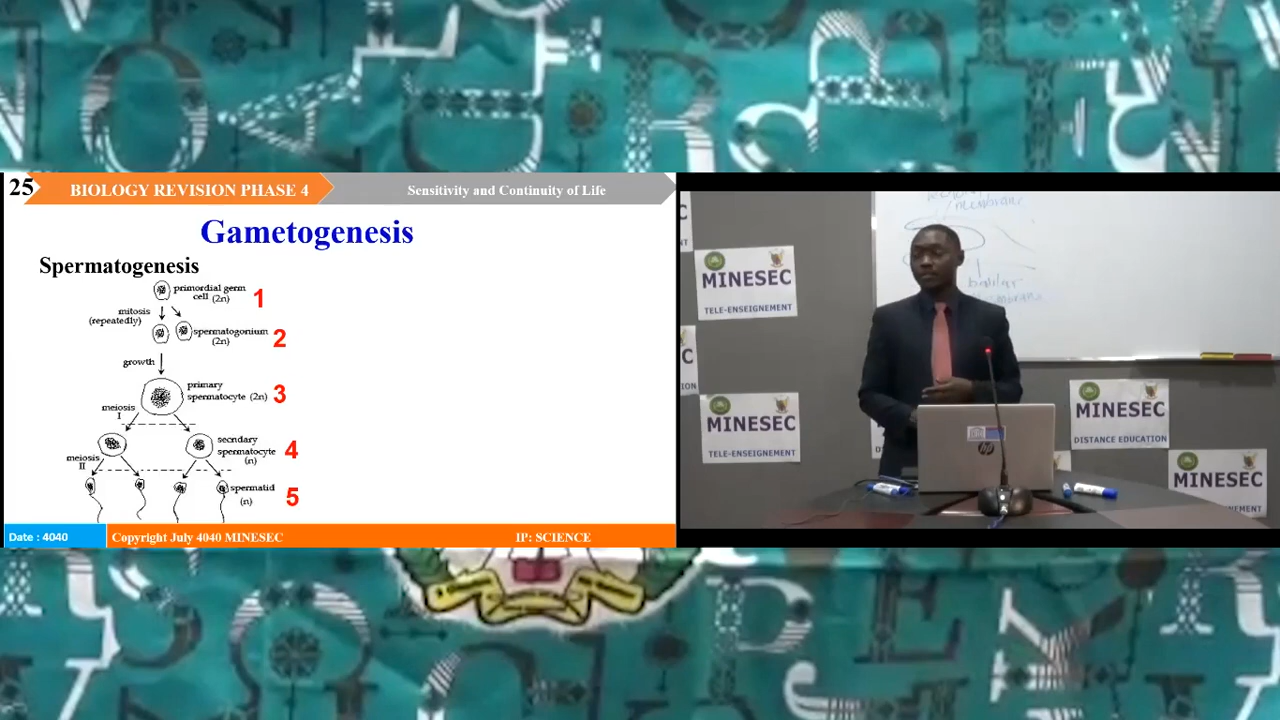 25
BIOLOGY REVISION PHASE 4
Sensitivity and Continuity of Life
Gametogenesis
Spermatogenesis
primordial germ
cell (2n)
1
mitosis
(repeatedly)
spermatogonium
(2n)
2
growth
primary
spermatocyte (2n)
3
meiosis
I
secndary
spermatocyte
(n)
4
meiosis
II
spermatid
(n)
5
Date : 4040
Copyright July 4040 MINESEC
IP: SCIENCE
membrane
MINESEC
TELE-ENSEIGNEMENT
MINESEC
TELE-ENSEIGNEMENT
hp
MINESEC
DISTANCE EDUCATION
MINESEC